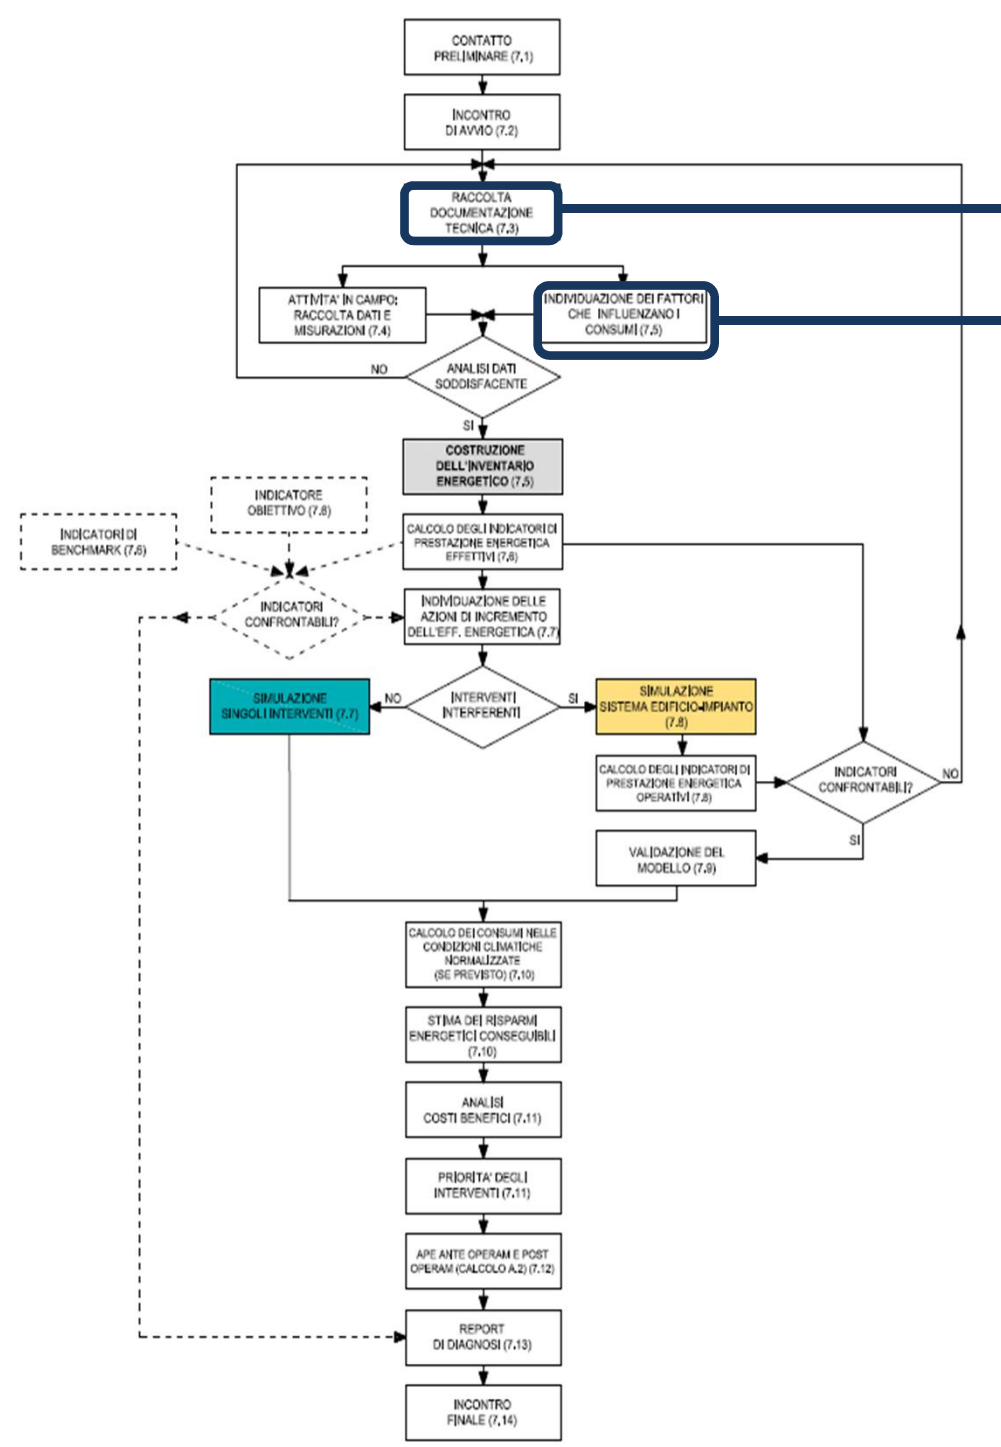 CONTATTO
PRELIMINARE (7.1)
INCONTRO
DI AVVIO (7.2)
RACCOLTA
DOCUMENTAZIONE
TECNICA (7.3)
ATTIVITA' IN CAMPO:
RACCOLTA DATI E
MISURAZIONI (7.4)
INDIVIDUAZIONE DEI FATTORI
CHE INFLUENZANO I
CONSUMI (7.5)
NO
ANALISI DATI
SODDISFACENTE
SI
COSTRUZIONE
DELL'INVENTARIO
ENERGETICO (7.5)
INDICATORE
OBIETTIVO (7.6)
INDICATORI DI
BENCHMARK (7.6)
CALCOLO DEGLI INDICATORI DI
PRESTAZIONE ENERGETICA
EFFETTIVI (7.6)
INDICATORI
CONFRONTABILI?
INDIVIDUAZIONE DELLE
AZIONI DI INCREMENTO
DELL'EFF. ENERGETICA (7.7)
SIMULAZIONE
SINGOLI INTERVENTI (7.7)
NO
INTERVENTI
INTERFERENTI
SI
SIMULAZIONE
SISTEMA EDIFICIO-IMPIANTO
(7.8)
CALCOLO DEGLI INDICATORI DI
PRESTAZIONE ENERGETICA
OPERATIVI (7.8)
INDICATORI
CONFRONTABILI?
NO
SI
VALIDAZIONE DEL
MODELLO (7.9)
CALCOLO DEI CONSUMI NELLE
CONDIZIONI CLIMATICHE
NORMALIZZATE
(SE PREVISTO) (7.10)
STIMA DEI RISPARMI
ENERGETICI CONSEGUIBILI
(7.10)
ANALISI
COSTI BENEFICI (7.11)
PRIORITA' DEGLI
INTERVENTI (7.11)
APE ANTE OPERAM E POST
OPERAM (CALCOLO A.2) (7.12)
REPORT
DI DIAGNOSI (7.13)
INCONTRO
FINALE (7.14)